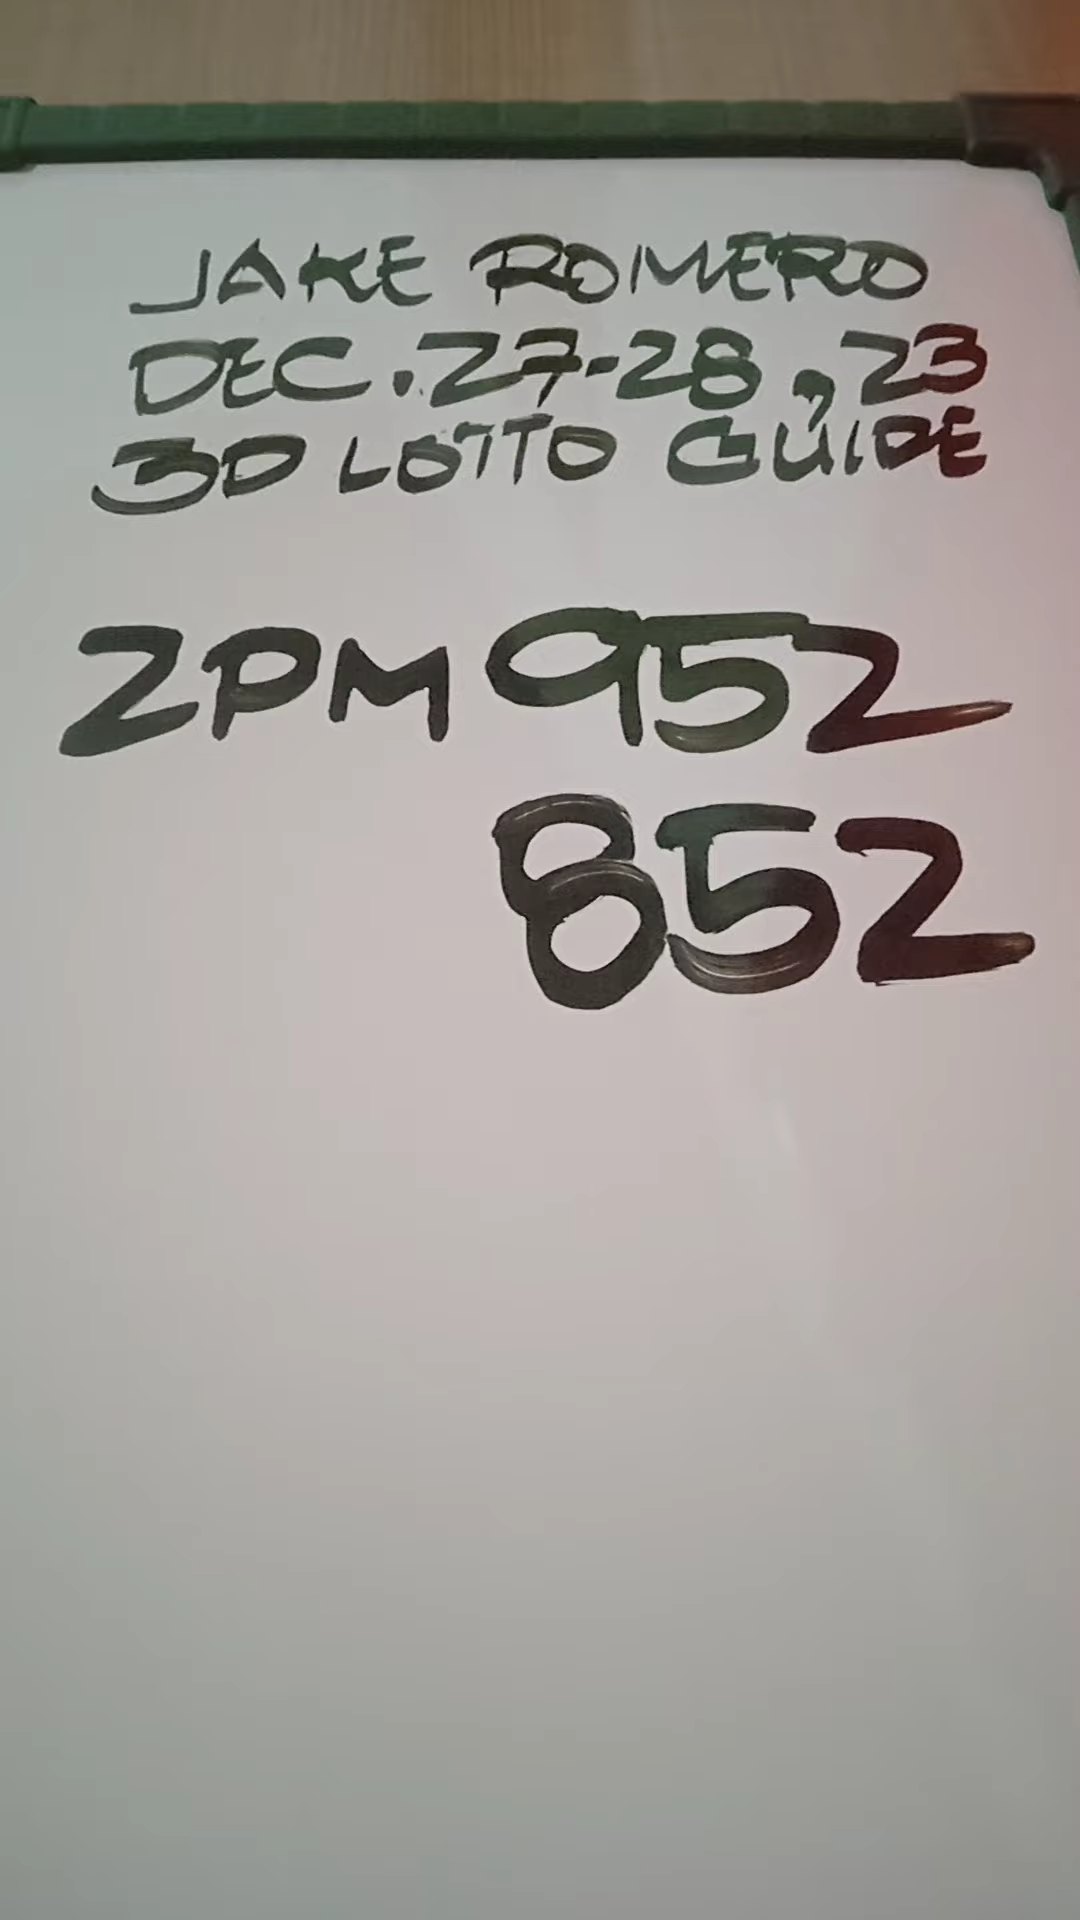 JAKE ROMERO
DEC. 27-28, 23
3D LOTTO GUIDE
2PM 952
852